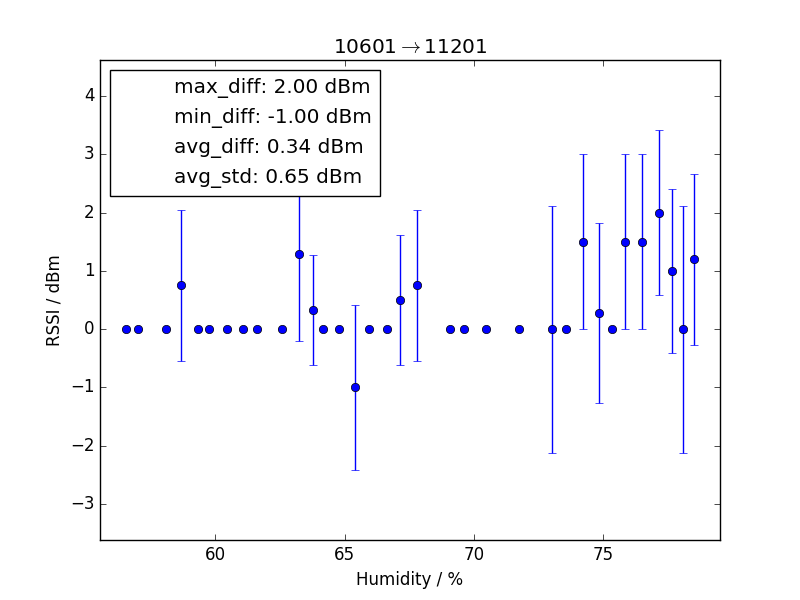 10601→11201
max_diff: 2.00 dBm
min_diff: -1.00 dBm
avg_diff: 0.34 dBm
avg_std: 0.65 dBm
RSSI / dBm
4
3
2
1
0
−1
−2
−3
60 65 70 75
Humidity / %